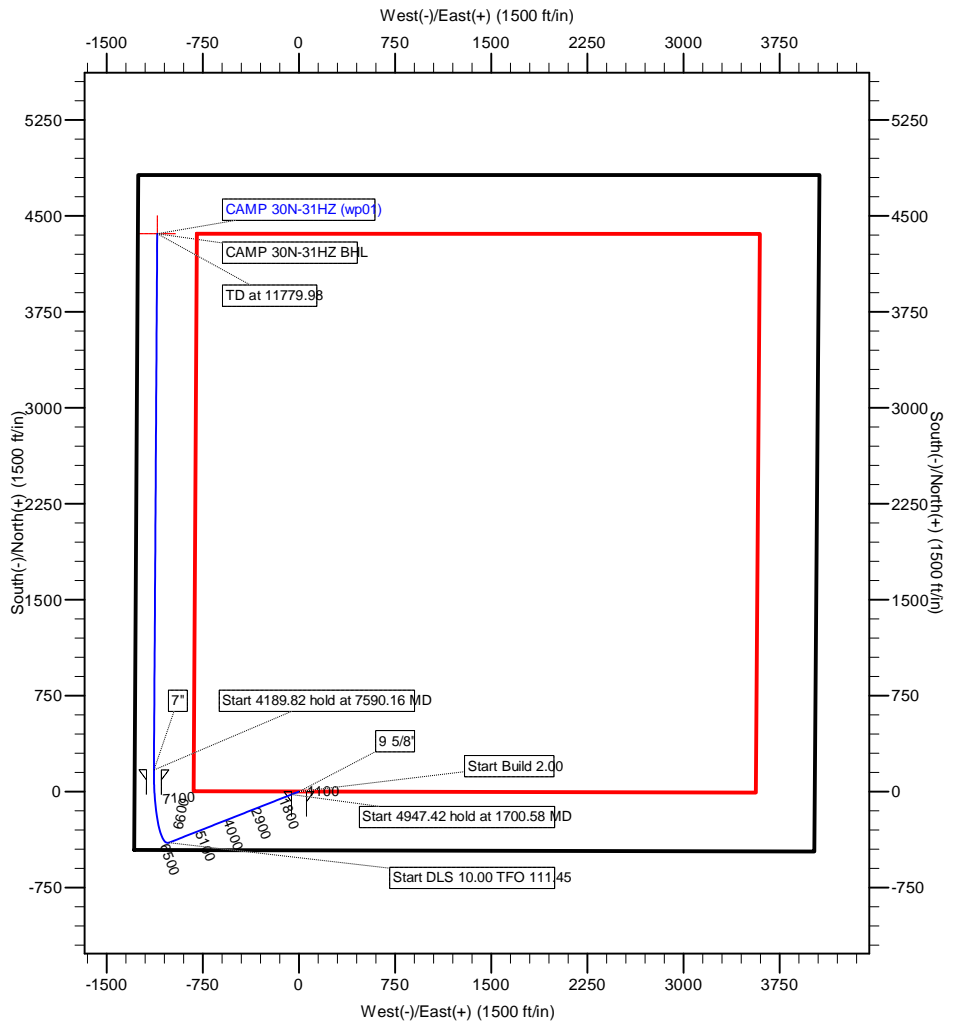 West(-)/East(+) (1500 ft/in)
-1500 -750 0 750 1500 2250 3000 3750
5250 5250
4500 4500
3750 3750
3000 3000
2250 2250
1500 1500
750 750
0 0
-750 -750
South(-)/North(+) (1500 ft/in)
South(-)/North(+) (1500 ft/in)
CAMP 30N-31HZ (wp01)
CAMP 30N-31HZ BHL
TD at 11779.98
7"
Start 4189.82 hold at 7590.16 MD
9 5/8"
Start Build 2.00
7100
6600
5100
4000
2900
1800
Start 4947.42 hold at 1700.58 MD
Start DLS 10.00 TFO 111.45
-1500 -750 0 750 1500 2250 3000 3750
West(-)/East(+) (1500 ft/in)